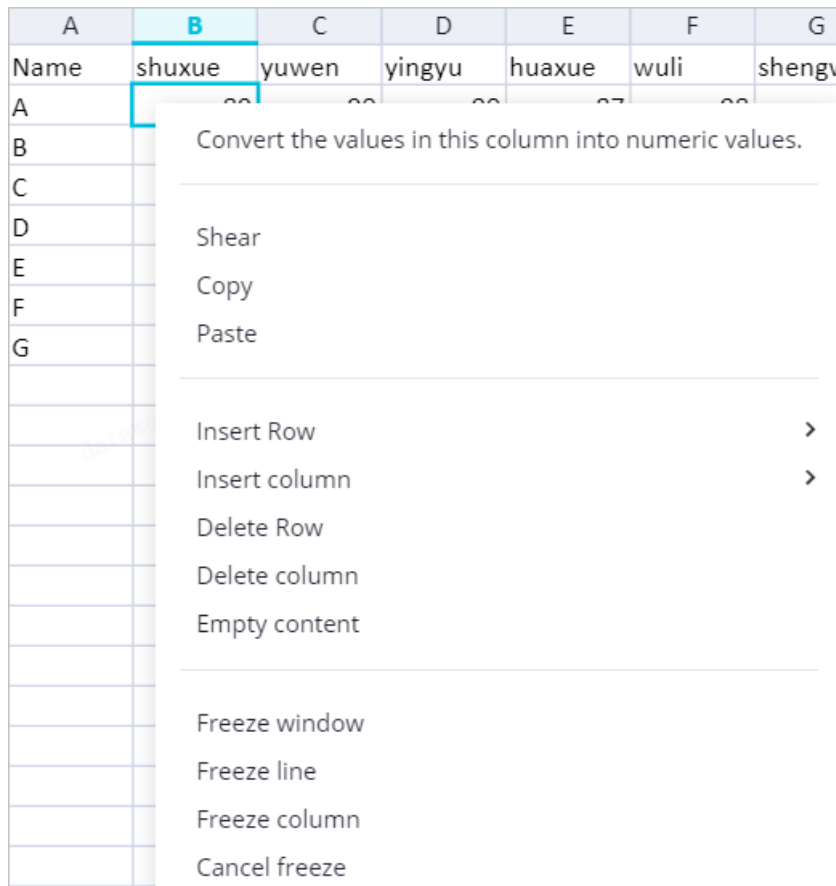 A B C D E F G
Name shuxue yuwen yingyu huaxue wuli
A
Convert the values in this column into numeric values.
B
C
Shear
D
E
Copy
F
Paste
G
Insert Row
Insert column
Delete Row
Delete column
Empty content
Freeze window
Freeze line
Freeze column
Cancel freeze